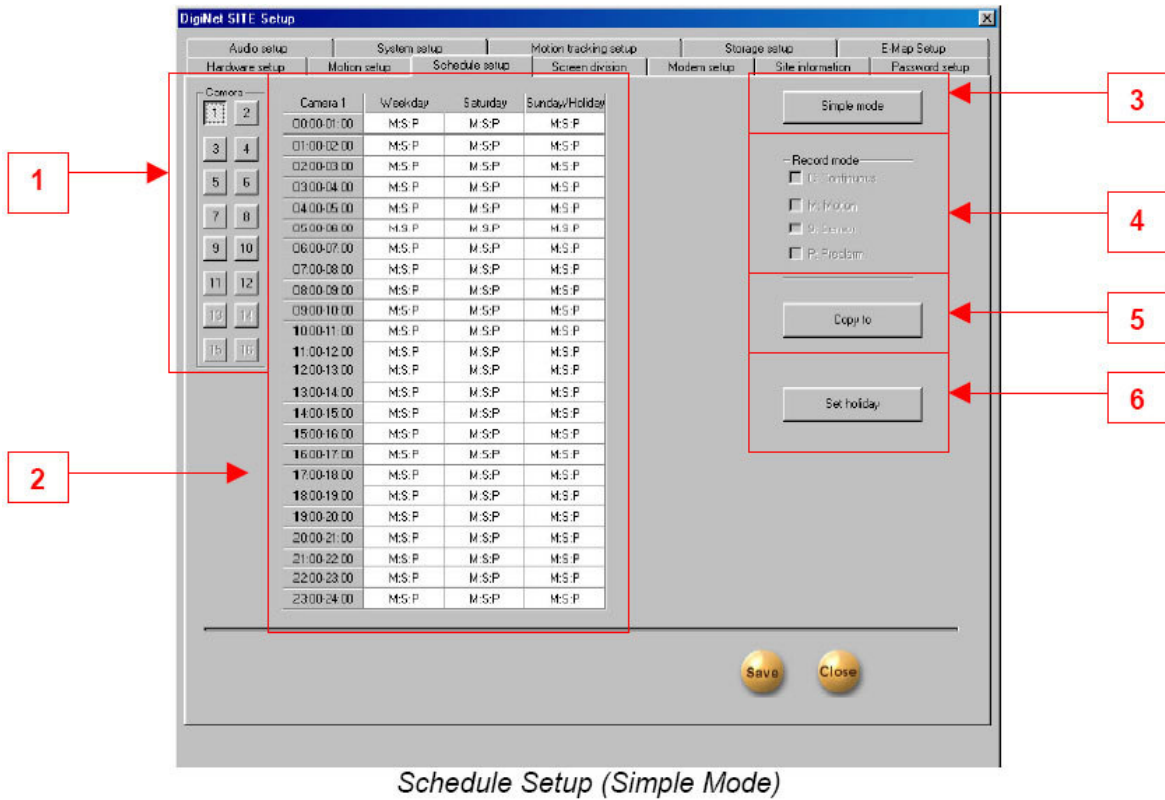 DigiNet SITE Setup
Audio setup System setup Motion tracking setup Storage setup E-Map Setup
Hardware setup Motion setup Schedule setup Screen division Modem setup Site information Password setup
Camera
1 2
3 4
5 6
7 8
9 10
11 12
13 14
15 16
Camera 1 Weekday Saturday Sunday/Holiday
00:00-01:00 M:S:P M:S:P M:S:P
01:00-02:00 M:S:P M:S:P M:S:P
02:00-03:00 M:S:P M:S:P M:S:P
03:00-04:00 M:S:P M:S:P M:S:P
04:00-05:00 M:S:P M:S:P M:S:P
05:00-06:00 M:S:P M:S:P M:S:P
06:00-07:00 M:S:P M:S:P M:S:P
07:00-08:00 M:S:P M:S:P M:S:P
08:00-09:00 M:S:P M:S:P M:S:P
09:00-10:00 M:S:P M:S:P M:S:P
10:00-11:00 M:S:P M:S:P M:S:P
11:00-12:00 M:S:P M:S:P M:S:P
12:00-13:00 M:S:P M:S:P M:S:P
13:00-14:00 M:S:P M:S:P M:S:P
14:00-15:00 M:S:P M:S:P M:S:P
15:00-16:00 M:S:P M:S:P M:S:P
16:00-17:00 M:S:P M:S:P M:S:P
17:00-18:00 M:S:P M:S:P M:S:P
18:00-19:00 M:S:P M:S:P M:S:P
19:00-20:00 M:S:P M:S:P M:S:P
20:00-21:00 M:S:P M:S:P M:S:P
21:00-22:00 M:S:P M:S:P M:S:P
22:00-23:00 M:S:P M:S:P M:S:P
23:00-24:00 M:S:P M:S:P M:S:P
Simple mode
Record mode
M: Motion
S: Sensor
P: Prealarm
Copy to
Set holiday
Save Close
1
2
3
4
5
6
Schedule Setup (Simple Mode)